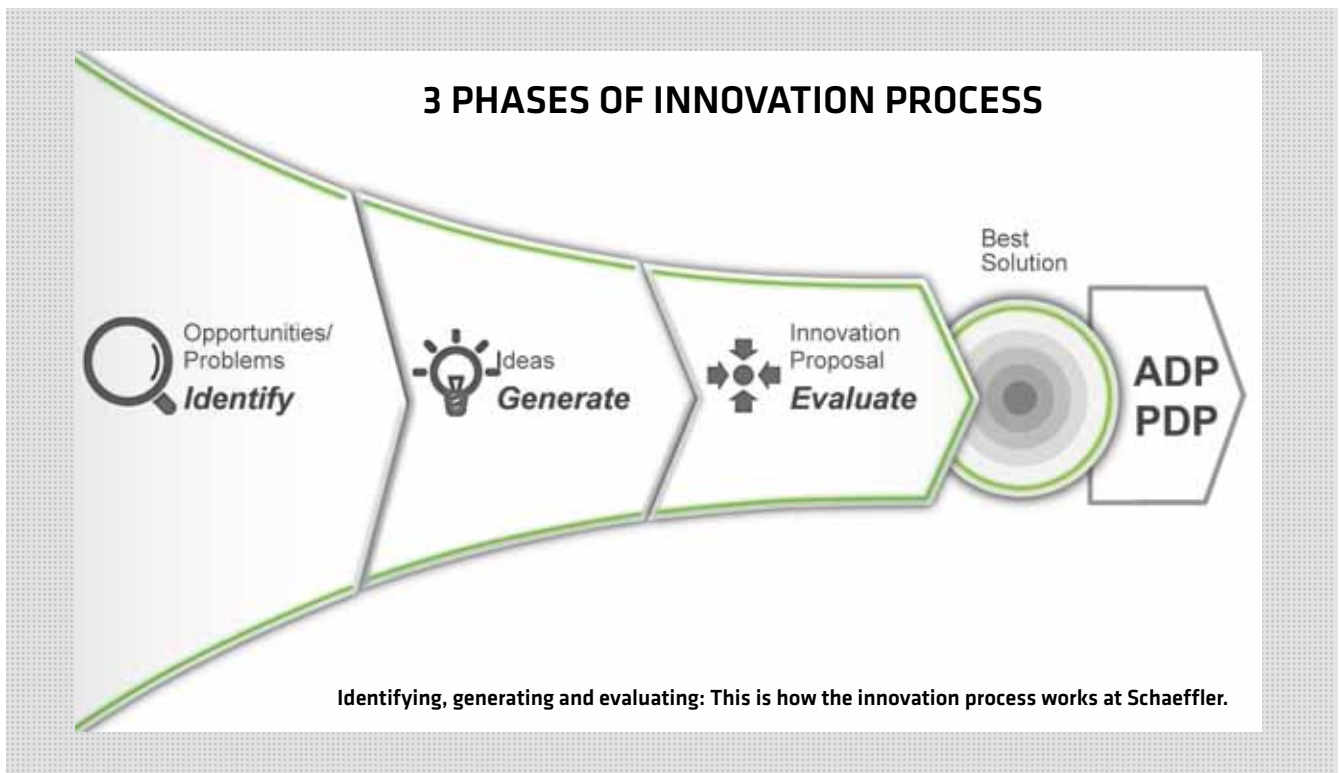 3 PHASES OF INNOVATION PROCESS
Opportunities/
Problems
Identify
Ideas
Generate
Innovation
Proposal
Evaluate
Best
Solution
ADP
PDP
Identifying, generating and evaluating: This is how the innovation process works at Schaeffler.